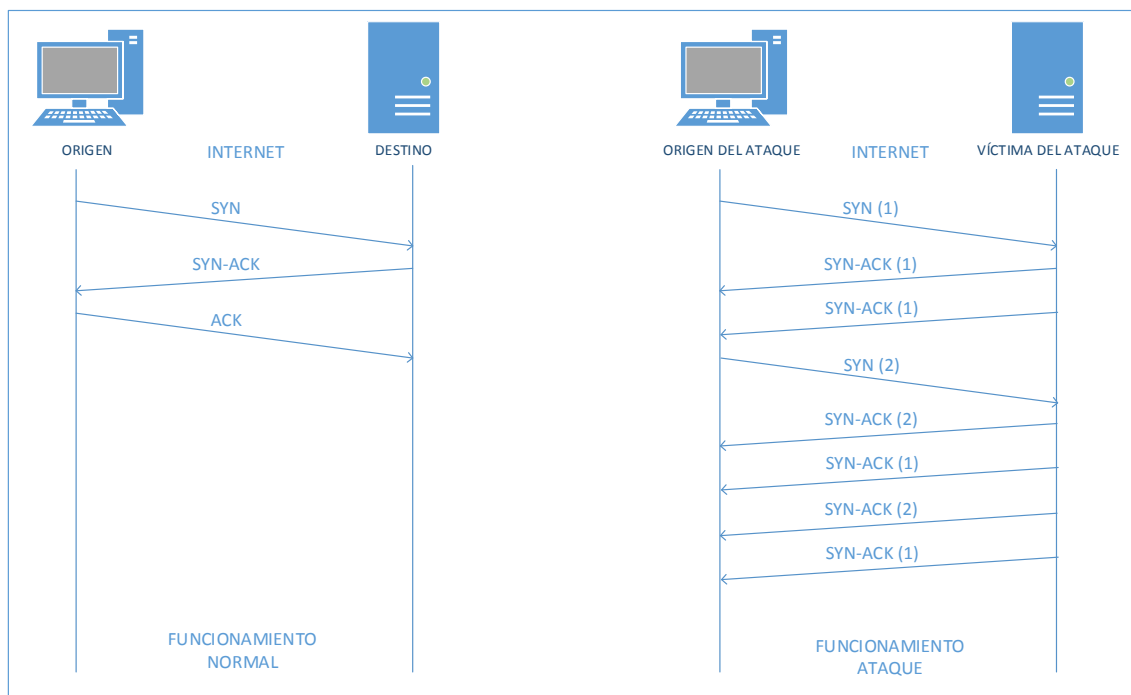 ORIGEN
INTERNET
DESTINO
SYN
SYN-ACK
ACK
FUNCIONAMIENTO
NORMAL
ORIGEN DEL ATAQUE
INTERNET
VÍCTIMA DEL ATAQUE
SYN (1)
SYN-ACK (1)
SYN-ACK (1)
SYN (2)
SYN-ACK (2)
SYN-ACK (1)
SYN-ACK (2)
SYN-ACK (1)
FUNCIONAMIENTO
ATAQUE